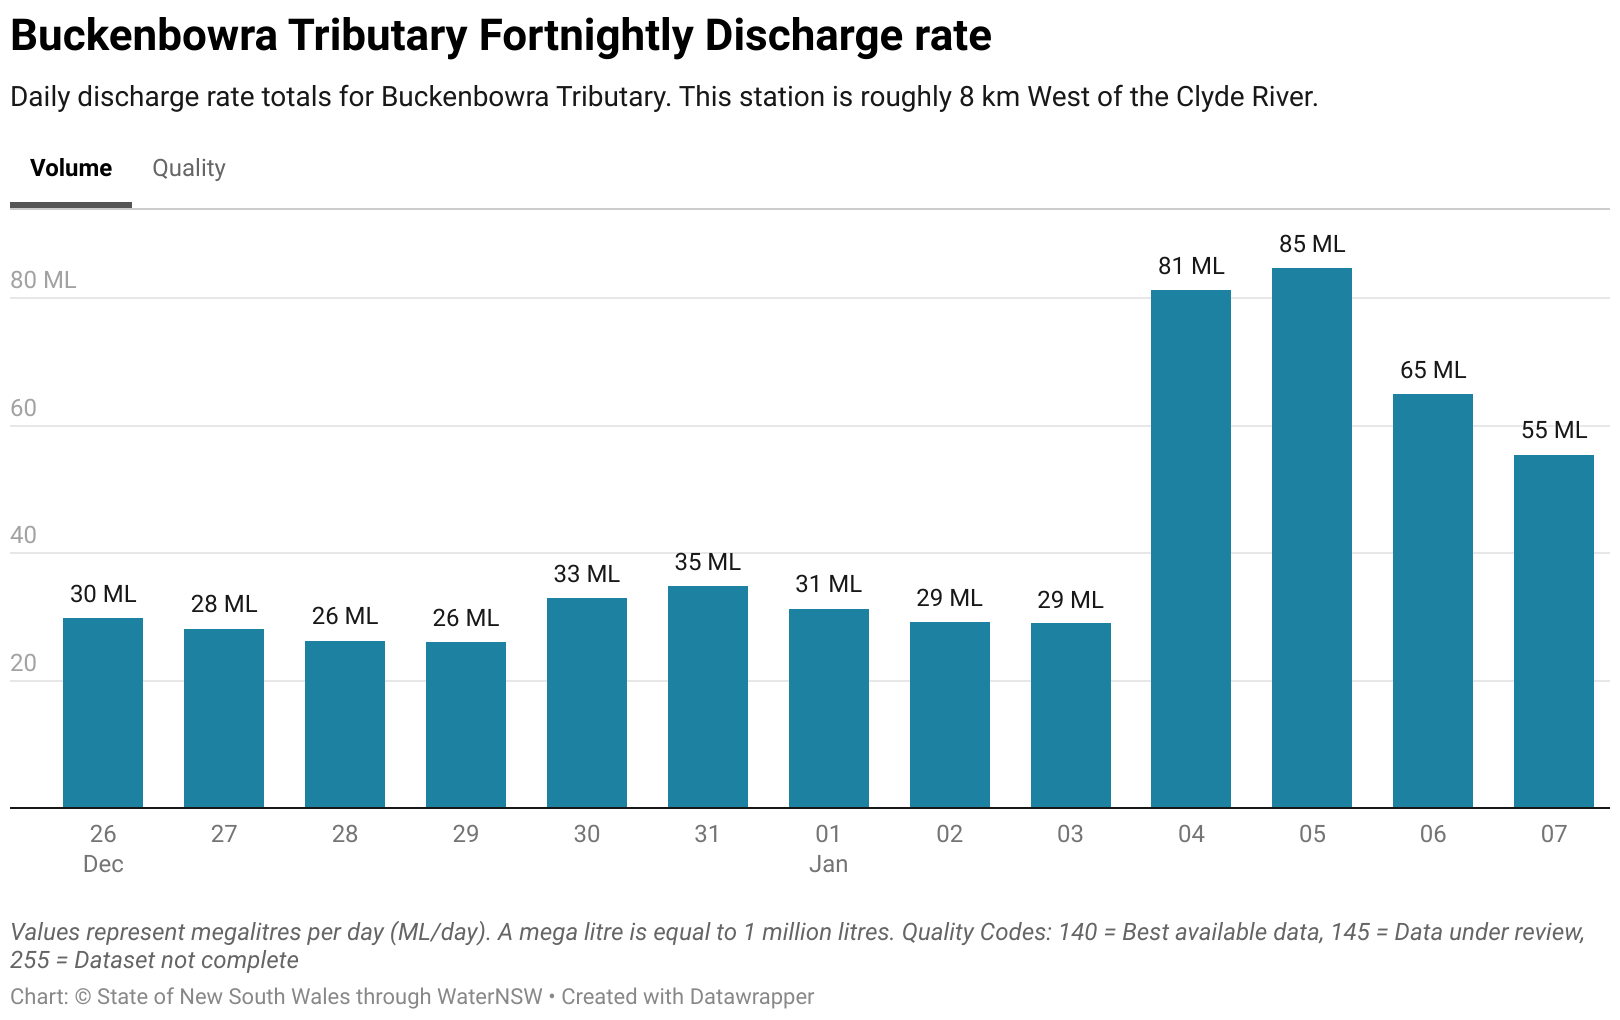 Buckenbowra Tributary Fortnightly Discharge rate
Daily discharge rate totals for Buckenbowra Tributary. This station is roughly 8 km West of the Clyde River.
Volume Quality
80 ML
60
40
20
30 ML
28 ML
26 ML
26 ML
33 ML
35 ML
31 ML
29 ML
29 ML
81 ML
85 ML
65 ML
55 ML
26 27 28 29 30 31 01 02 03 04 05 06 07
Dec Jan
Values represent megalitres per day (ML/day). A mega litre is equal to 1 million litres. Quality Codes: 140 = Best available data, 145 = Data under review,
255 = Dataset not complete
Chart: © State of New South Wales through WaterNSW • Created with Datawrapper